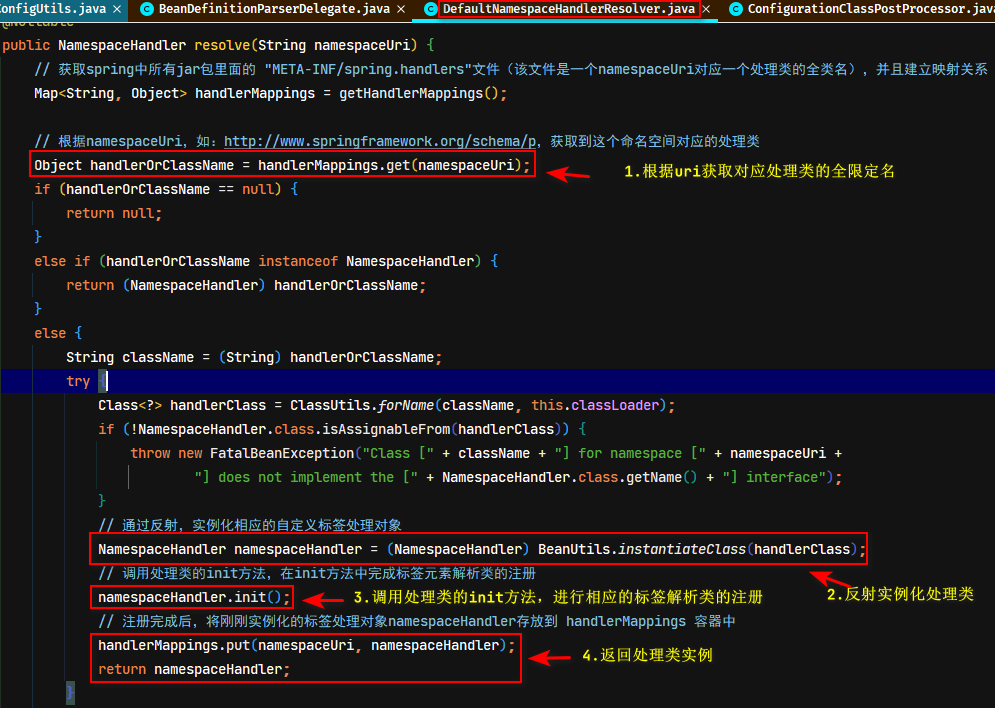 onfigUtils.java × BeanDefinitionParserDelegate.java × DefaultNamespaceHandlerResolver.java × ConfigurationClassPostProcessor.java
@Nullable
public NamespaceHandler resolve(String namespaceUri) {
// 获取spring中所有jar包里面的 "META-INF/spring.handlers"文件（该文件是一个namespaceUri对应一个处理类的全类名），并且建立映射关系
Map<String, Object> handlerMappings = getHandlerMappings();
// 根据namespaceUri，如：http://www.springframework.org/schema/p，获取到这个命名空间对应的处理类
Object handlerOrClassName = handlerMappings.get(namespaceUri);
1.根据uri获取对应处理类的全限定名
if (handlerOrClassName == null) {
return null;
}
else if (handlerOrClassName instanceof NamespaceHandler) {
return (NamespaceHandler) handlerOrClassName;
}
else {
String className = (String) handlerOrClassName;
try {
Class<?> handlerClass = ClassUtils.forName(className, this.classLoader);
if (!NamespaceHandler.class.isAssignableFrom(handlerClass)) {
throw new FatalBeanException("Class [" + className + "] for namespace [" + namespaceUri +
"] does not implement the [" + NamespaceHandler.class.getName() + "] interface");
}
// 通过反射，实例化相应的自定义标签处理对象
NamespaceHandler namespaceHandler = (NamespaceHandler) BeanUtils.instantiateClass(handlerClass);
// 调用处理类的init方法，在init方法中完成标签元素解析类的注册
2.反射实例化处理类
namespaceHandler.init();
3.调用处理类的init方法，进行相应的标签解析类的注册
// 注册完成后，将刚刚实例化的标签处理对象namespaceHandler存放到 handlerMappings 容器中
handlerMappings.put(namespaceUri, namespaceHandler);
4.返回处理类实例
return namespaceHandler;
}